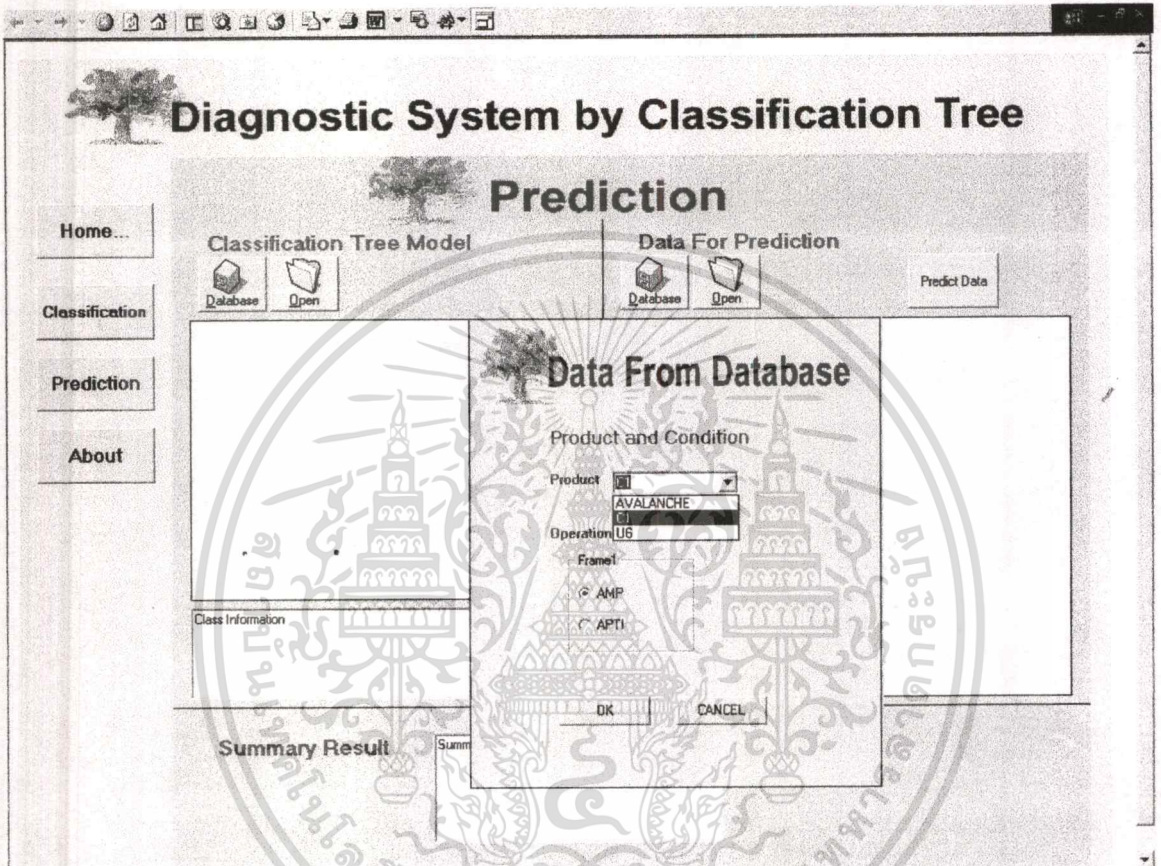 Diagnostic System by Classification Tree
Prediction
Home...
Classification
Prediction
About
Classification Tree Model
Database
Open
Data For Prediction
Database
Open
Predict Data
Data From Database
Product and Condition
Product
AVALANCHE
U6
Operation
Frame1
AMP
APTI
OK
CANCEL
Class Information
Summary Result
Summ